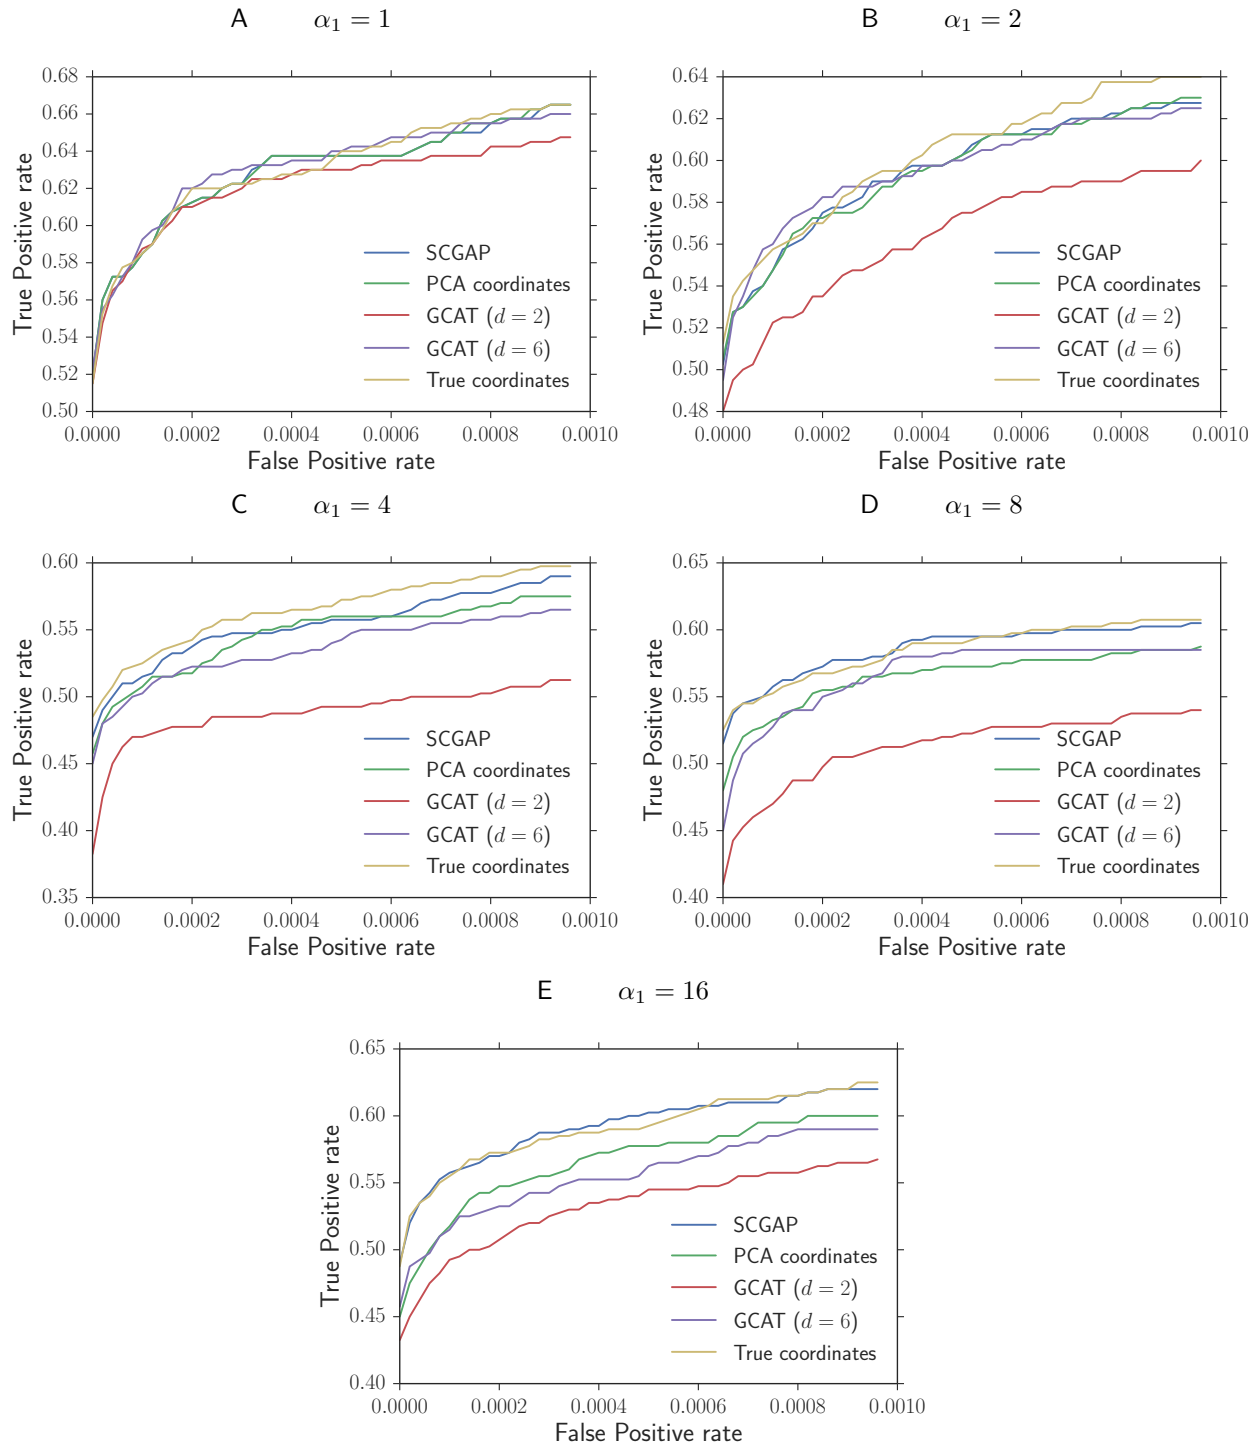 A α₁ = 1
0.68
0.66
0.64
0.62
0.60
0.58
0.56
0.54
0.52
0.50
True Positive rate
0.0000 0.0002 0.0004 0.0006 0.0008 0.0010
False Positive rate
SCGAP
PCA coordinates
GCAT (d = 2)
GCAT (d = 6)
True coordinates
B α₁ = 2
0.64
0.62
0.60
0.58
0.56
0.54
0.52
0.50
0.48
True Positive rate
0.0000 0.0002 0.0004 0.0006 0.0008 0.0010
False Positive rate
SCGAP
PCA coordinates
GCAT (d = 2)
GCAT (d = 6)
True coordinates
C α₁ = 4
0.60
0.55
0.50
0.45
0.40
0.35
True Positive rate
0.0000 0.0002 0.0004 0.0006 0.0008 0.0010
False Positive rate
SCGAP
PCA coordinates
GCAT (d = 2)
GCAT (d = 6)
True coordinates
D α₁ = 8
0.65
0.60
0.55
0.50
0.45
0.40
True Positive rate
0.0000 0.0002 0.0004 0.0006 0.0008 0.0010
False Positive rate
SCGAP
PCA coordinates
GCAT (d = 2)
GCAT (d = 6)
True coordinates
E α₁ = 16
0.65
0.60
0.55
0.50
0.45
0.40
True Positive rate
0.0000 0.0002 0.0004 0.0006 0.0008 0.0010
False Positive rate
SCGAP
PCA coordinates
GCAT (d = 2)
GCAT (d = 6)
True coordinates